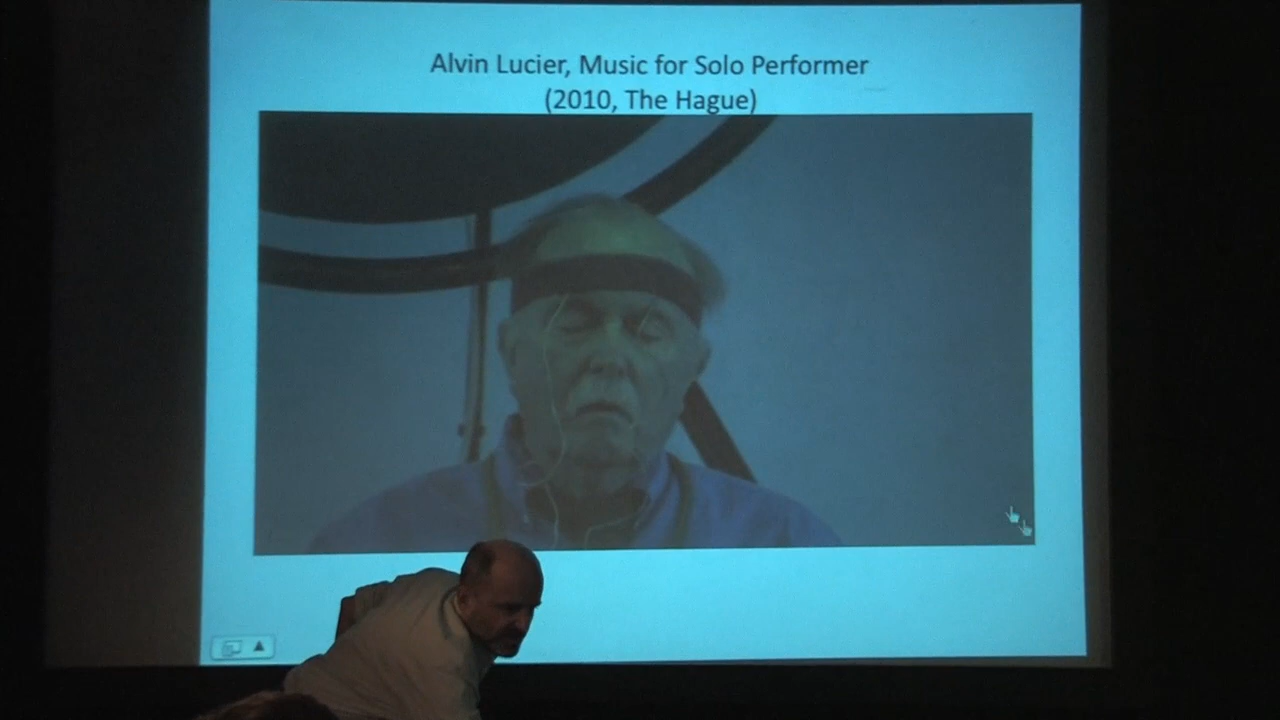 Alvin Lucier, Music for Solo Performer
(2010, The Hague)